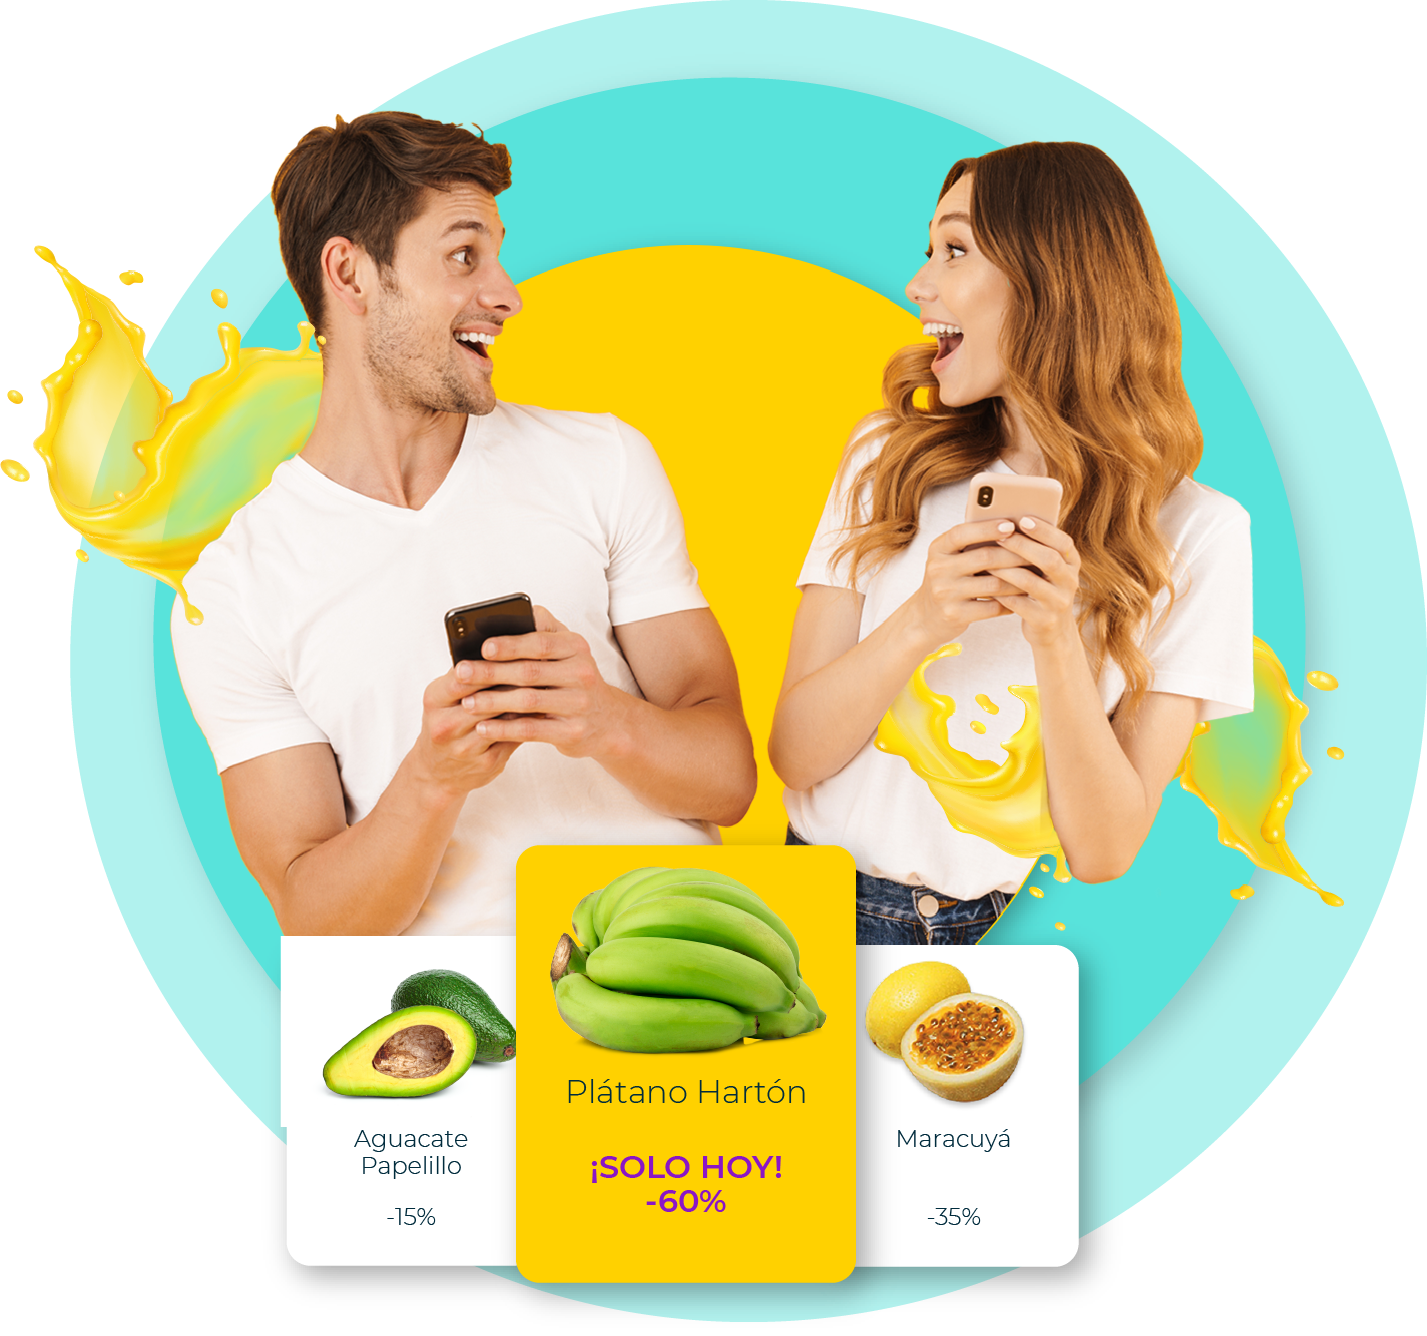 Aguacate
Papelillo
-15%
Plátano Hartón
¡SOLO HOY!
-60%
Maracuyá
-35%